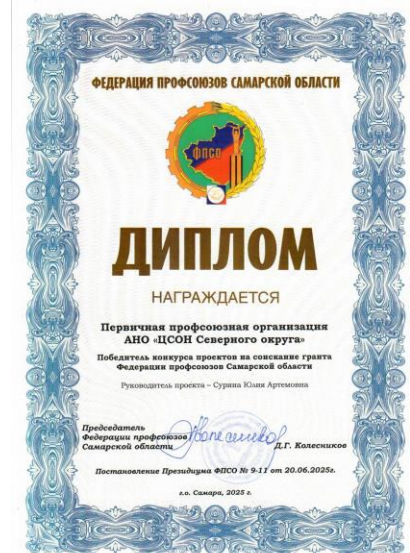 ФЕДЕРАЦИЯ ПРОФСОЮЗОВ САМАРСКОЙ ОБЛАСТИ
ФПСО
ДИПЛОМ
НАГРАЖДАЕТСЯ
Первичная профсоюзная организация
АНО «ЦСОН Северного округа»
Победитель конкурса проектов на соискание гранта
Федерации профсоюзов Самарской области
Руководитель проекта – Сурина Юлия Артемовна
Председатель
Федерации профсоюзов
Самарской области
Д.Г. Колесников
Постановление Президиума ФПСО № 9-11 от 20.06.2025г.
г.о. Самара, 2025 г.